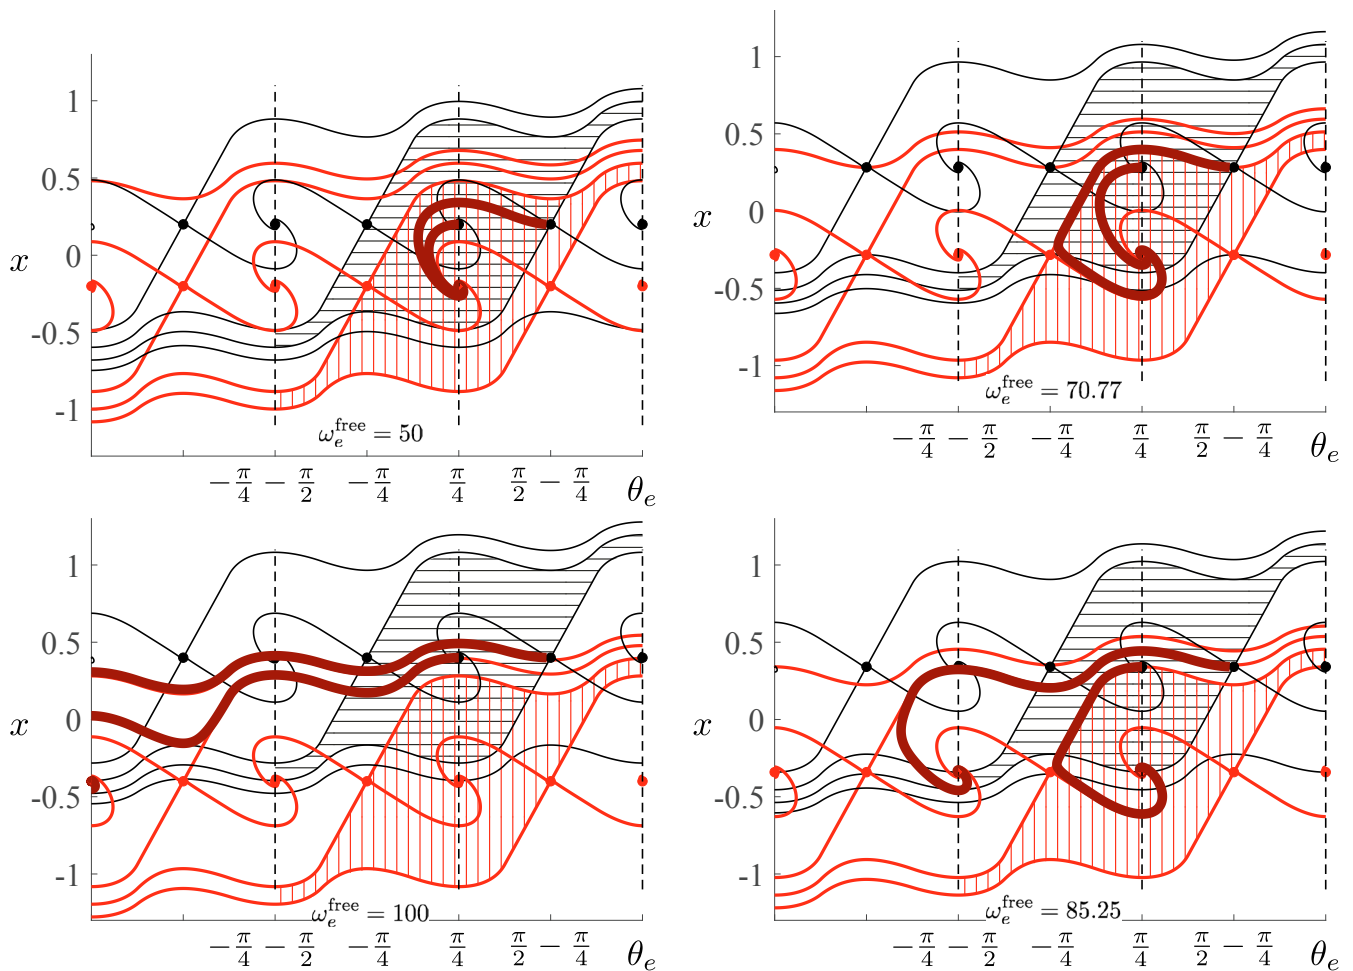 1
0.5
x
0
-0.5
-1
ω_e^free = 50
-π/4 - π/2
-π/4
π/4
π/2 - π/4
θ_e
1
0.5
x
0
-0.5
-1
ω_e^free = 70.77
-π/4 - π/2
-π/4
π/4
π/2 - π/4
θ_e
1
0.5
x
0
-0.5
-1
ω_e^free = 100
-π/4 - π/2
-π/4
π/4
π/2 - π/4
θ_e
1
0.5
x
0
-0.5
-1
ω_e^free = 85.25
-π/4 - π/2
-π/4
π/4
π/2 - π/4
θ_e